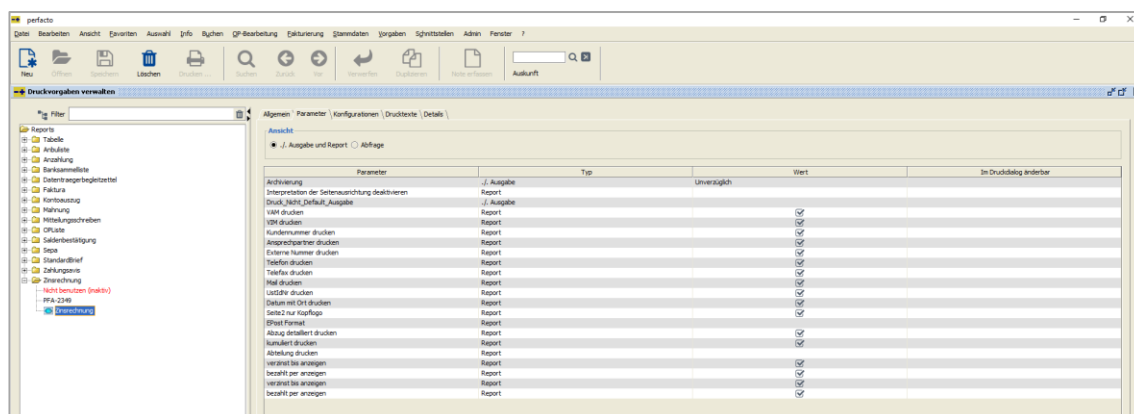 perfacto
Datei Bearbeiten Ansicht Favoriten Auswahl Info Buchen OP-Bearbeitung Fakturierung Stammdaten Vorgaben Schnittstellen Admin Fenster ?
Neu Öffnen Speichern Löschen Drucken ... Suchen Zurück Vor Verwerfen Duplizieren Note erfassen Auskunft
Druckvorgaben verwalten
Filter
Allgemein Parameter Konfigurationen Drucktexte Details
Reports
Tabelle
Anbuliste
Anzahlung
Banksammelliste
Datentraegerbegleitzettel
Faktura
Kontoauszug
Mahnung
Mitteilungsschreiben
OPListe
Saldenbestätigung
Sepa
StandardBrief
Zahlungsavis
Zinsrechnung
Nicht benutzen (inaktiv)
PFA-2349
Zinsrechnung
Ansicht
./. Ausgabe und Report Abfrage
Parameter Typ Wert Im Druckdialog änderbar
Archivierung ./. Ausgabe Unverzüglich
Interpretation der Seitenausrichtung deaktivieren Report
Druck_Nicht_Default_Ausgabe ./. Ausgabe
VAM drucken Report
VIM drucken Report
Kundennummer drucken Report
Ansprechpartner drucken Report
Externe Nummer drucken Report
Telefon drucken Report
Telefax drucken Report
Mail drucken Report
UstIdNr drucken Report
Datum mit Ort drucken Report
Seite2 nur Kopflogo Report
EPost Format Report
Abzug detailliert drucken Report
kumuliert drucken Report
Abteilung drucken Report
verzinst bis anzeigen Report
bezahlt per anzeigen Report
verzinst bis anzeigen Report
bezahlt per anzeigen Report